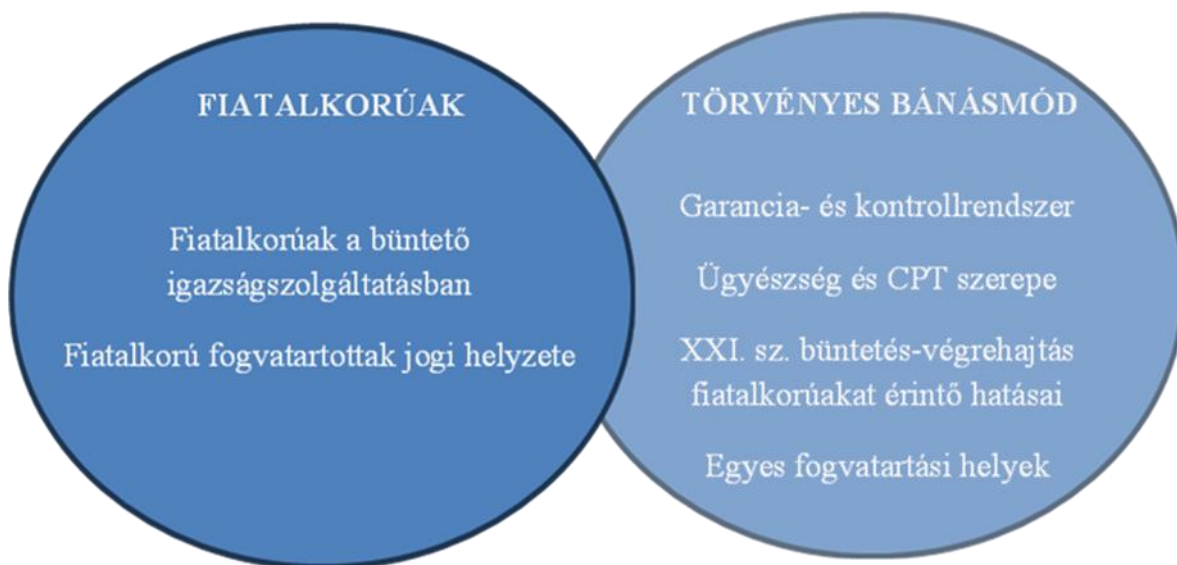 FIATALKORÚAK
Fiatalkorúak a büntető
igazságszolgáltatásban
Fiatalkorú fogvatartottak jogi helyzete
TÖRVÉNYES BÁNÁSMÓD
Garancia- és kontrollrendszer
Ügyészség és CPT szerepe
XXI. sz. büntetés-végrehajtás
fiatalkorúakat érintő hatásai
Egyes fogvatartási helyek